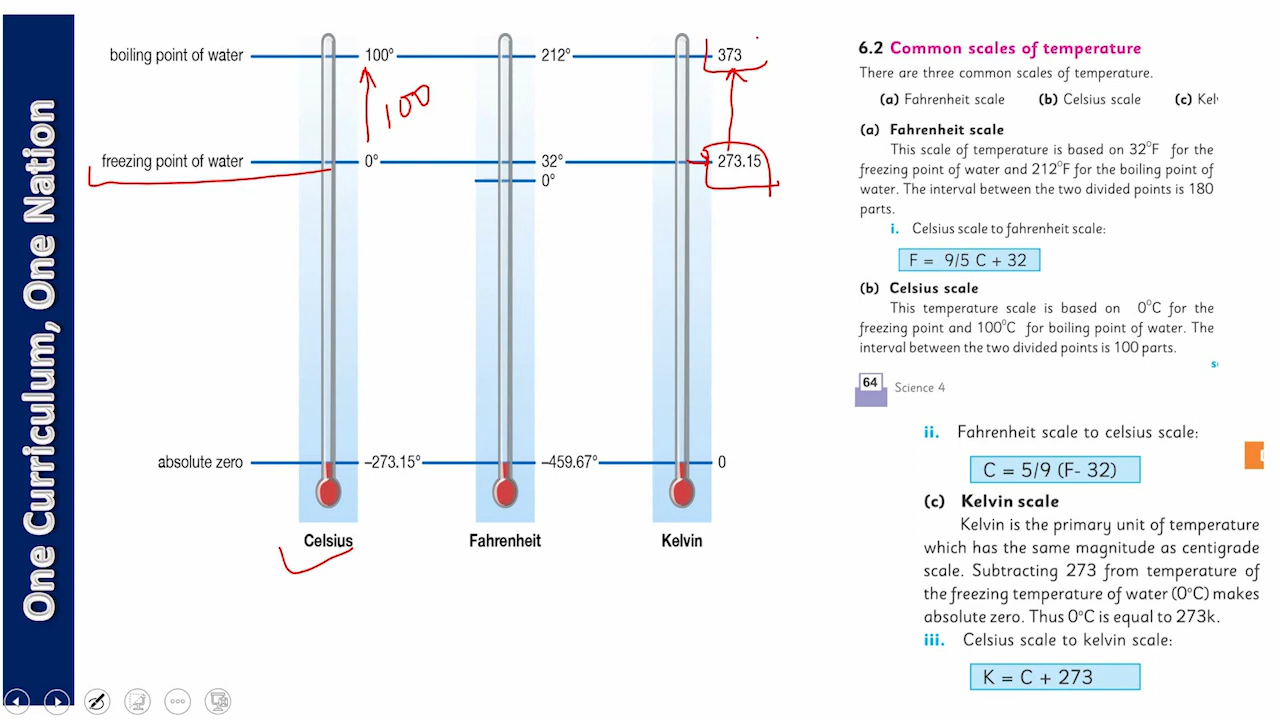 One Curriculum, One Nation
boiling point of water
100°
212°
373
100
freezing point of water
0°
32°
273.15
0°
absolute zero
–273.15°
–459.67°
0
Celsius
Fahrenheit
Kelvin
6.2 Common scales of temperature
There are three common scales of temperature.
(a) Fahrenheit scale (b) Celsius scale (c) Kel
(a) Fahrenheit scale
This scale of temperature is based on 32⁰F for the
freezing point of water and 212⁰F for the boiling point of
water. The interval between the two divided points is 180
parts.
i. Celsius scale to fahrenheit scale:
F = 9/5 C + 32
(b) Celsius scale
This temperature scale is based on 0⁰C for the
freezing point and 100⁰C for boiling point of water. The
interval between the two divided points is 100 parts.
64 Science 4
ii. Fahrenheit scale to celsius scale:
C = 5/9 (F- 32)
(c) Kelvin scale
Kelvin is the primary unit of temperature
which has the same magnitude as centigrade
scale. Subtracting 273 from temperature of
the freezing temperature of water (0°C) makes
absolute zero. Thus 0°C is equal to 273k.
iii. Celsius scale to kelvin scale:
K = C + 273